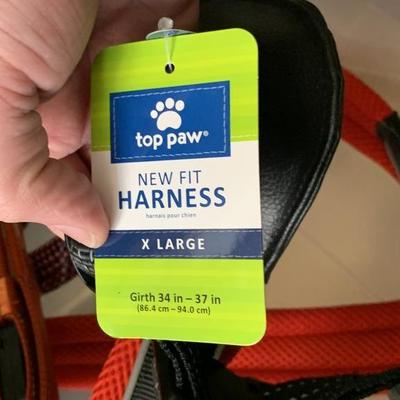 top paw®
NEW FIT
HARNESS
harnais pour chien
X LARGE
Girth 34 in – 37 in
(86.4 cm – 94.0 cm)